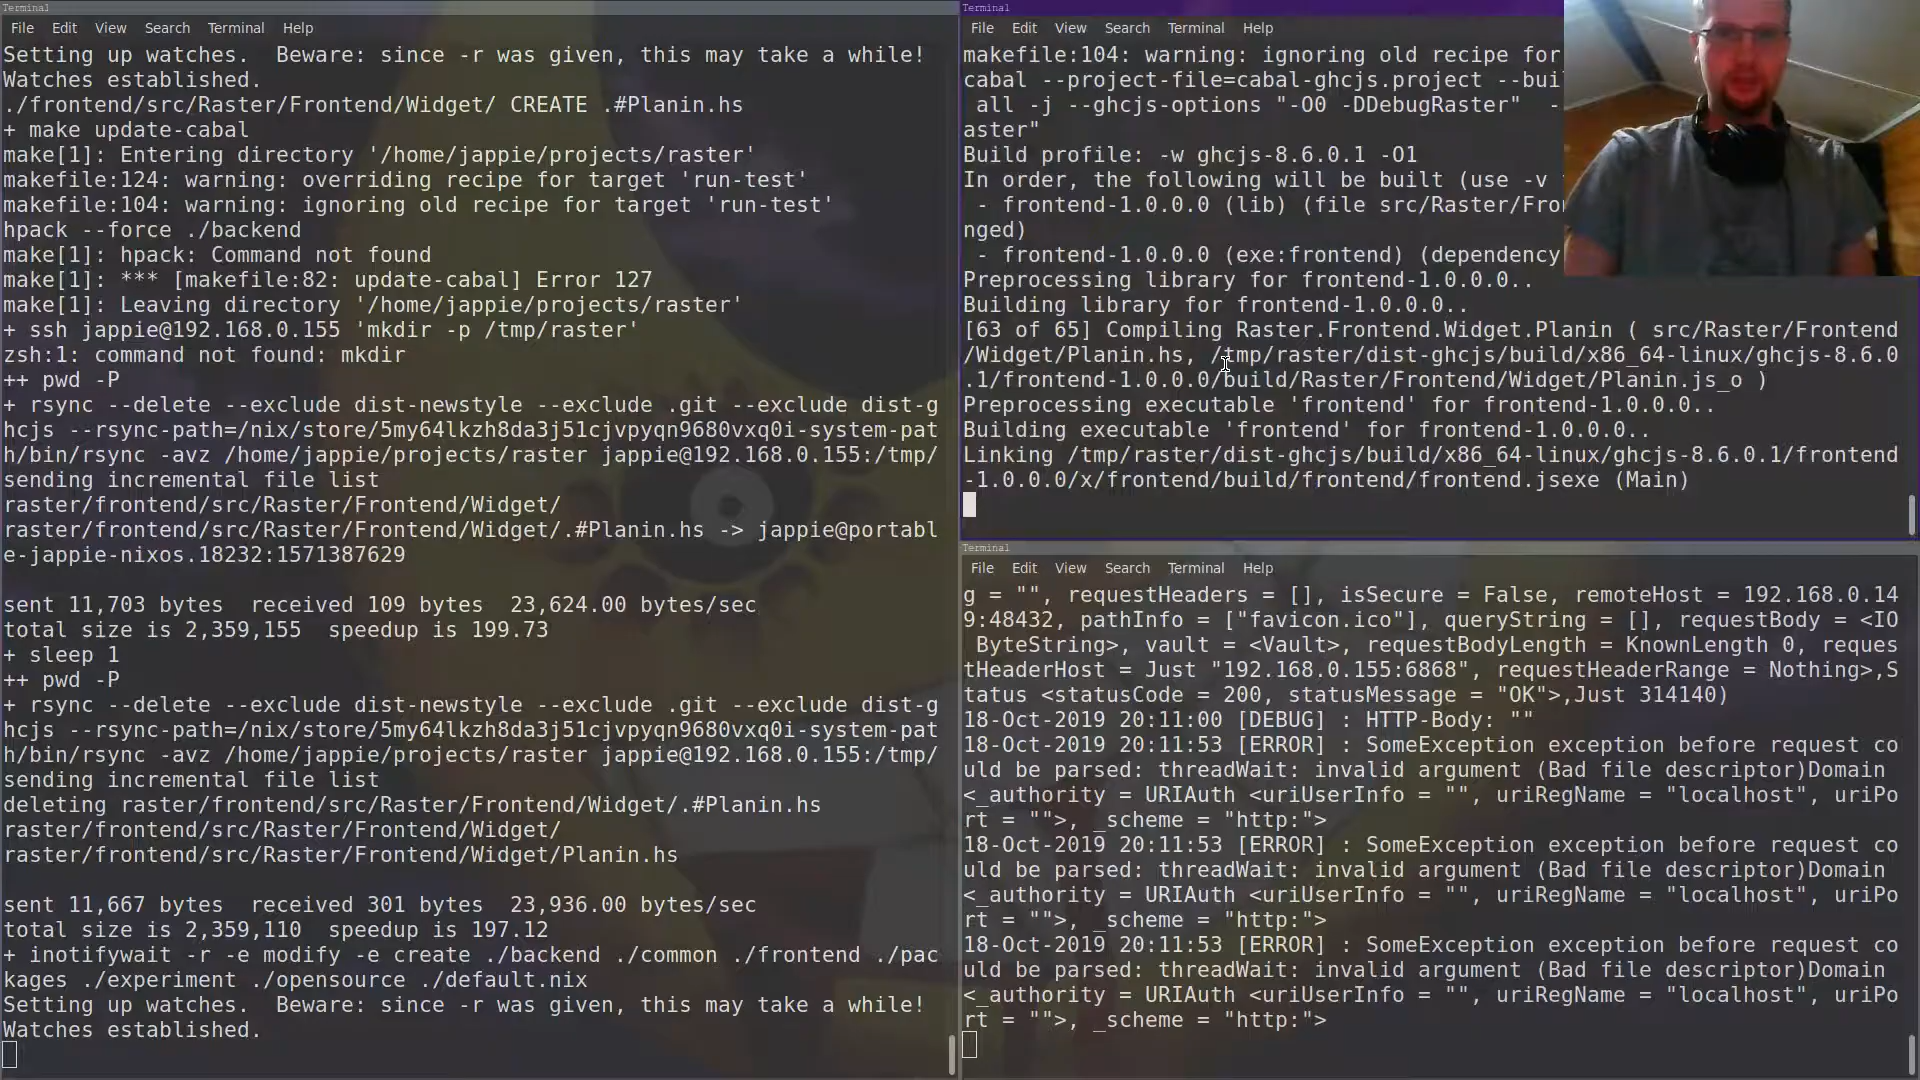 Terminal
File Edit View Search Terminal Help
Setting up watches.  Beware: since -r was given, this may take a while!
Watches established.
./frontend/src/Raster/Frontend/Widget/ CREATE .#Planin.hs
+ make update-cabal
make[1]: Entering directory '/home/jappie/projects/raster'
makefile:124: warning: overriding recipe for target 'run-test'
makefile:104: warning: ignoring old recipe for target 'run-test'
hpack --force ./backend
make[1]: hpack: Command not found
make[1]: *** [makefile:82: update-cabal] Error 127
make[1]: Leaving directory '/home/jappie/projects/raster'
+ ssh jappie@192.168.0.155 'mkdir -p /tmp/raster'
zsh:1: command not found: mkdir
++ pwd -P
+ rsync --delete --exclude dist-newstyle --exclude .git --exclude dist-g
hcjs --rsync-path=/nix/store/5my64lkzh8da3j51cjvpyqn9680vxq0i-system-pat
h/bin/rsync -avz /home/jappie/projects/raster jappie@192.168.0.155:/tmp/
sending incremental file list
raster/frontend/src/Raster/Frontend/Widget/
raster/frontend/src/Raster/Frontend/Widget/.#Planin.hs -> jappie@portabl
e-jappie-nixos.18232:1571387629
sent 11,703 bytes  received 109 bytes  23,624.00 bytes/sec
total size is 2,359,155  speedup is 199.73
+ sleep 1
++ pwd -P
+ rsync --delete --exclude dist-newstyle --exclude .git --exclude dist-g
hcjs --rsync-path=/nix/store/5my64lkzh8da3j51cjvpyqn9680vxq0i-system-pat
h/bin/rsync -avz /home/jappie/projects/raster jappie@192.168.0.155:/tmp/
sending incremental file list
deleting raster/frontend/src/Raster/Frontend/Widget/.#Planin.hs
raster/frontend/src/Raster/Frontend/Widget/
raster/frontend/src/Raster/Frontend/Widget/Planin.hs
sent 11,667 bytes  received 301 bytes  23,936.00 bytes/sec
total size is 2,359,110  speedup is 197.12
+ inotifywait -r -e modify -e create ./backend ./common ./frontend ./pac
kages ./experiment ./opensource ./default.nix
Setting up watches.  Beware: since -r was given, this may take a while!
Watches established.
Terminal
File Edit View Search Terminal Help
makefile:104: warning: ignoring old recipe for
cabal --project-file=cabal-ghcjs.project --bui
 all -j --ghcjs-options "-O0 -DDebugRaster"  -
aster"
Build profile: -w ghcjs-8.6.0.1 -O1
In order, the following will be built (use -v
 - frontend-1.0.0.0 (lib) (file src/Raster/Fro
nged)
 - frontend-1.0.0.0 (exe:frontend) (dependency
Preprocessing library for frontend-1.0.0.0..
Building library for frontend-1.0.0.0..
[63 of 65] Compiling Raster.Frontend.Widget.Planin ( src/Raster/Frontend
/Widget/Planin.hs, /tmp/raster/dist-ghcjs/build/x86_64-linux/ghcjs-8.6.0
.1/frontend-1.0.0.0/build/Raster/Frontend/Widget/Planin.js_o )
Preprocessing executable 'frontend' for frontend-1.0.0.0..
Building executable 'frontend' for frontend-1.0.0.0..
Linking /tmp/raster/dist-ghcjs/build/x86_64-linux/ghcjs-8.6.0.1/frontend
-1.0.0.0/x/frontend/build/frontend/frontend.jsexe (Main)
Terminal
File Edit View Search Terminal Help
g = "", requestHeaders = [], isSecure = False, remoteHost = 192.168.0.14
9:48432, pathInfo = ["favicon.ico"], queryString = [], requestBody = <IO
 ByteString>, vault = <Vault>, requestBodyLength = KnownLength 0, reques
tHeaderHost = Just "192.168.0.155:6868", requestHeaderRange = Nothing>,S
tatus <statusCode = 200, statusMessage = "OK">,Just 314140)
18-Oct-2019 20:11:00 [DEBUG] : HTTP-Body: ""
18-Oct-2019 20:11:53 [ERROR] : SomeException exception before request co
uld be parsed: threadWait: invalid argument (Bad file descriptor)Domain
<_authority = URIAuth <uriUserInfo = "", uriRegName = "localhost", uriPo
rt = "">, _scheme = "http:">
18-Oct-2019 20:11:53 [ERROR] : SomeException exception before request co
uld be parsed: threadWait: invalid argument (Bad file descriptor)Domain
<_authority = URIAuth <uriUserInfo = "", uriRegName = "localhost", uriPo
rt = "">, _scheme = "http:">
18-Oct-2019 20:11:53 [ERROR] : SomeException exception before request co
uld be parsed: threadWait: invalid argument (Bad file descriptor)Domain
<_authority = URIAuth <uriUserInfo = "", uriRegName = "localhost", uriPo
rt = "">, _scheme = "http:">